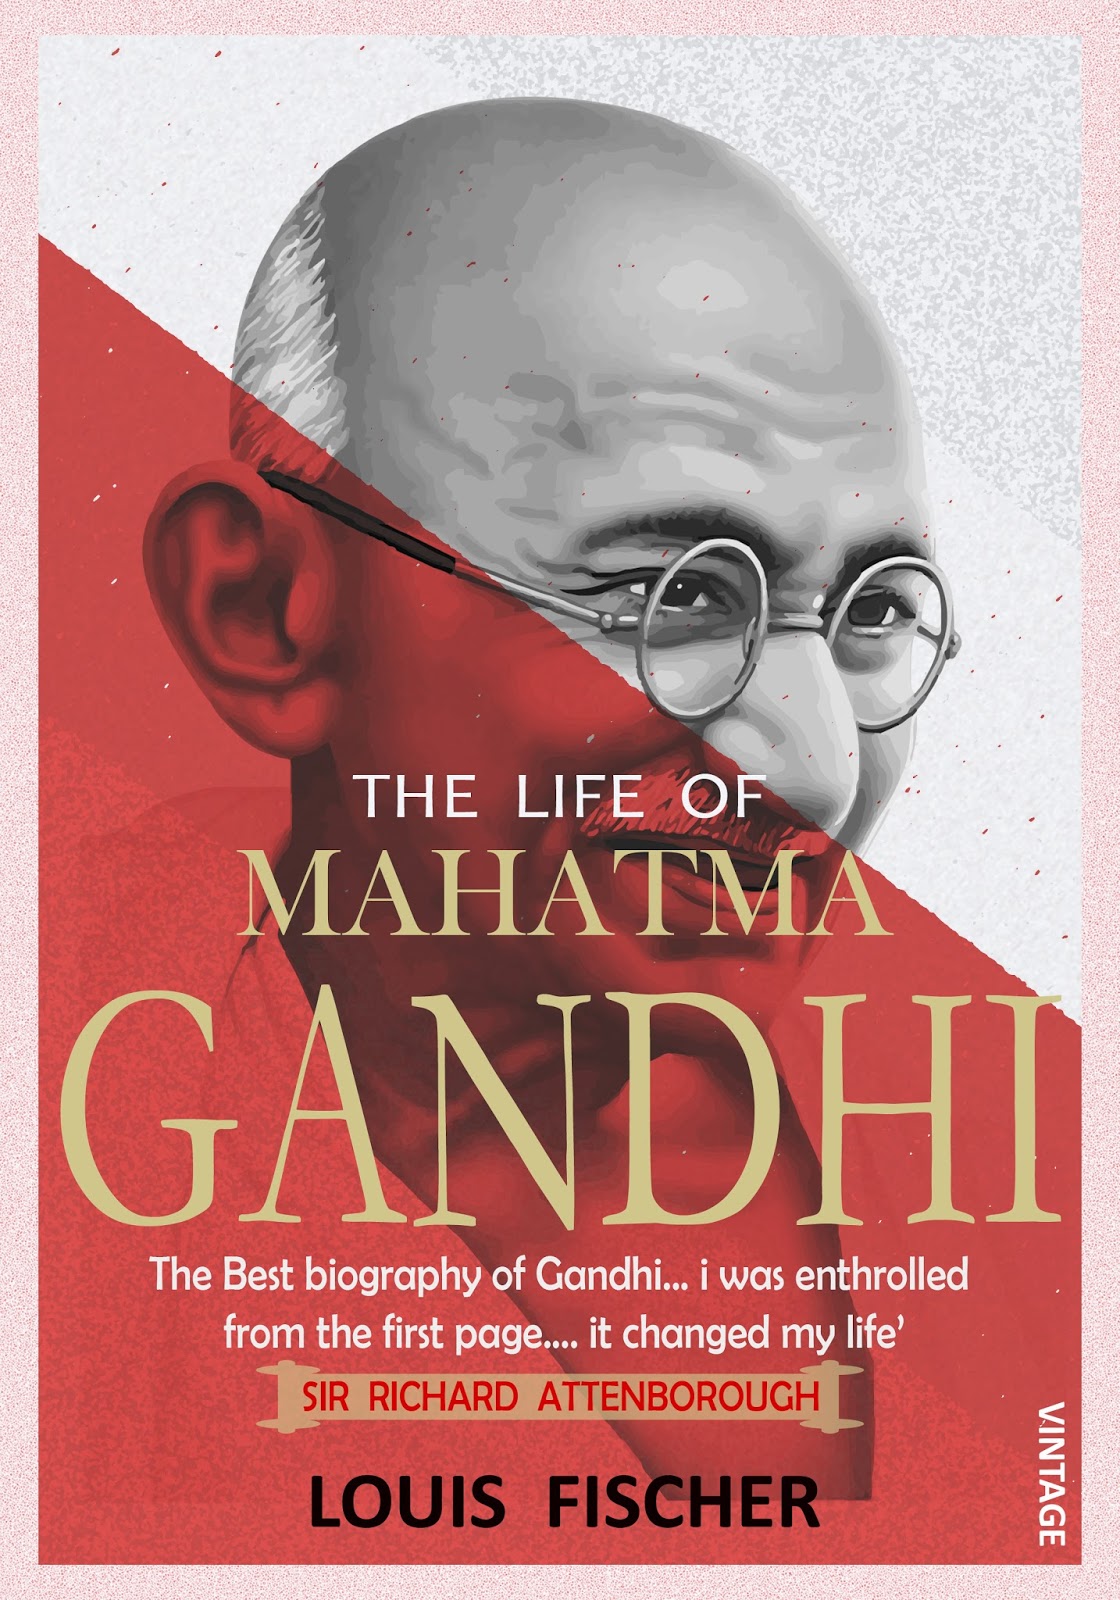 THE LIFE OF
MAHATMA
GANDHI
The Best biography of Gandhi... i was enthrolled
from the first page.... it changed my life’
SIR RICHARD ATTENBOROUGH
LOUIS FISCHER
VINTAGE